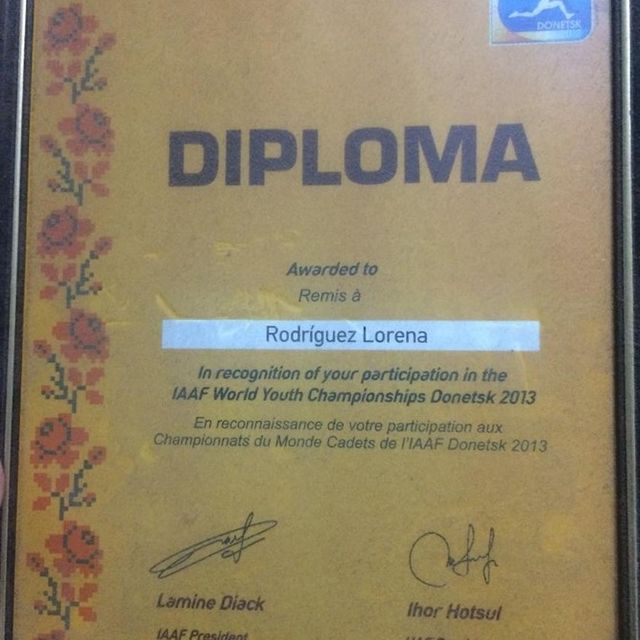 DONETSK
DIPLOMA
Awarded to
Remis à
Rodríguez Lorena
In recognition of your participation in the
IAAF World Youth Championships Donetsk 2013
En reconnaissance de votre participation aux
Championnats du Monde Cadets de l'IAAF Donetsk 2013
Lamine Diack
Ihor Hotsul
IAAF President